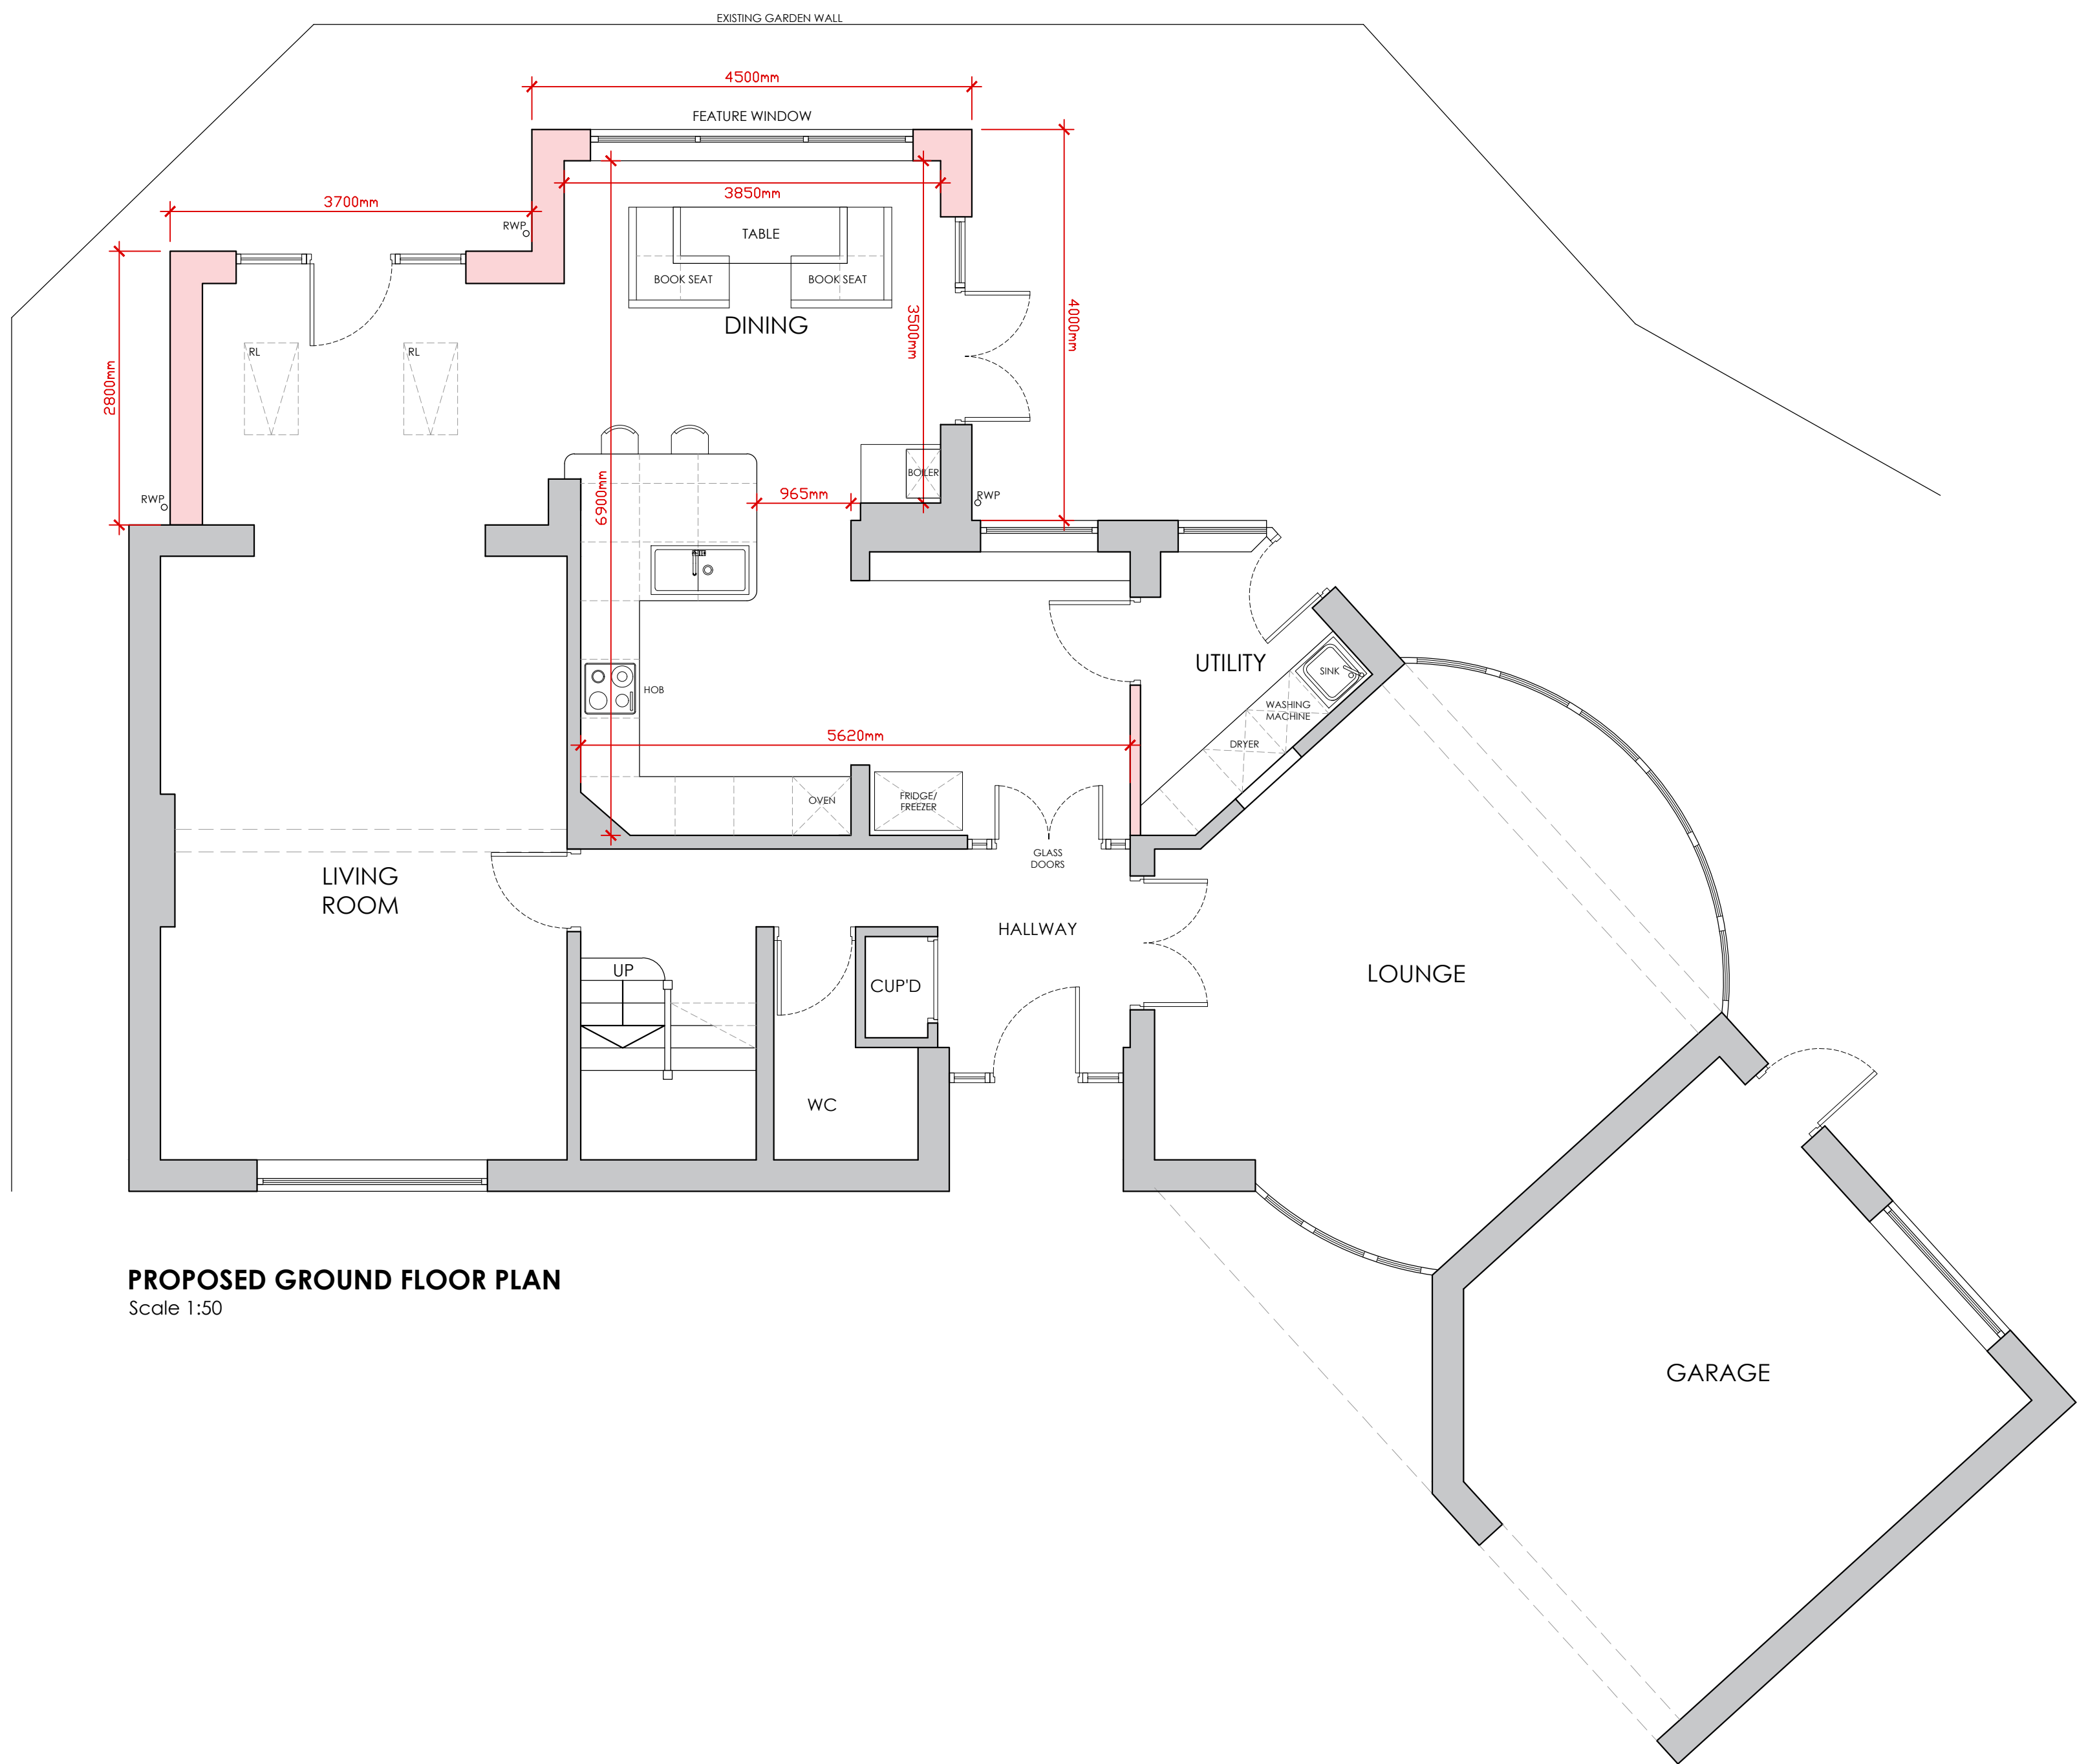 EXISTING GARDEN WALL
4500mm
FEATURE WINDOW
3850mm
3700mm
RWP
TABLE
BOOK SEAT
BOOK SEAT
DINING
3500mm
4000mm
2800mm
RL
RL
BOILER
RWP
965mm
6900mm
RWP
UTILITY
SINK
HOB
WASHING
MACHINE
5620mm
DRYER
OVEN
FRIDGE/
FREEZER
GLASS
DOORS
LIVING
ROOM
HALLWAY
UP
CUP'D
LOUNGE
WC
PROPOSED GROUND FLOOR PLAN
Scale 1:50
GARAGE